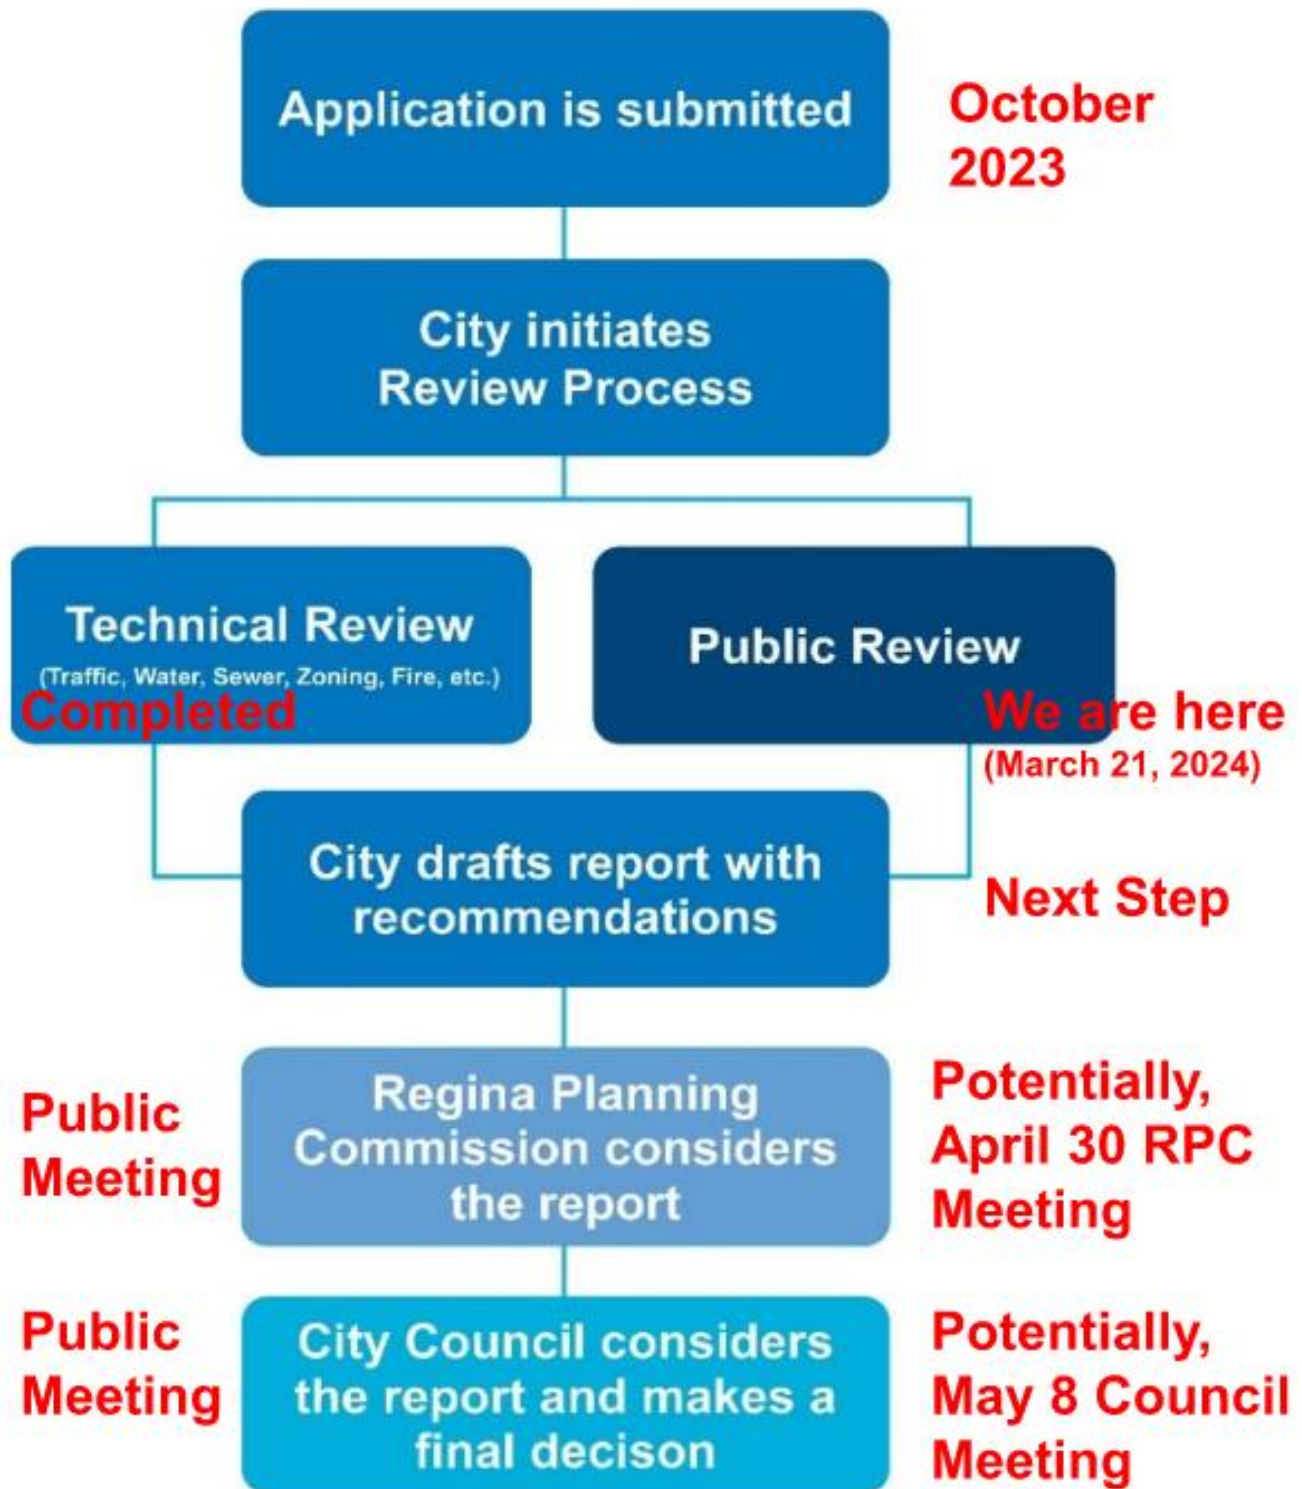 Application is submitted
October
2023
City initiates
Review Process
Technical Review
(Traffic, Water, Sewer, Zoning, Fire, etc.)
Completed
Public Review
We are here
(March 21, 2024)
City drafts report with
recommendations
Next Step
Public
Meeting
Regina Planning
Commission considers
the report
Potentially,
April 30 RPC
Meeting
Public
Meeting
City Council considers
the report and makes a
final decison
Potentially,
May 8 Council
Meeting